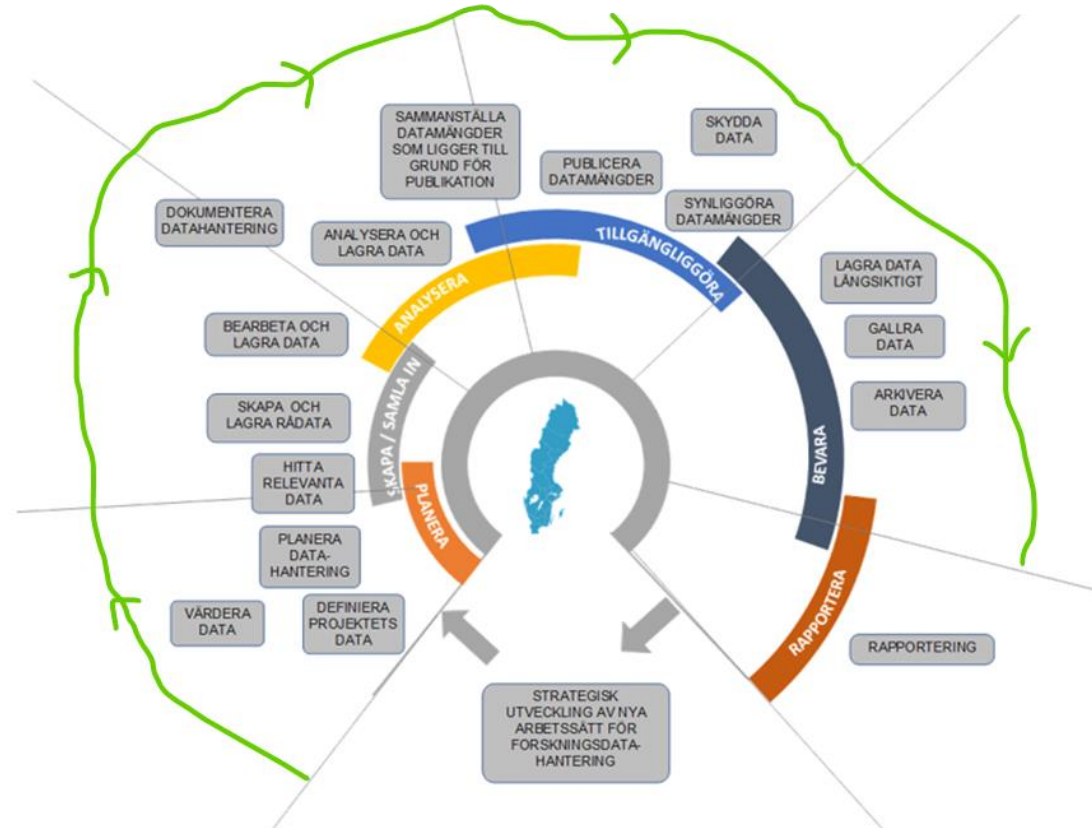 SAMMANSTÄLLA
DATAMÄNGDER
SOM LIGGER TILL
GRUND FÖR
PUBLIKATION
SKYDDA
DATA
PUBLICERA
DATAMÄNGDER
SYNLIGGÖRA
DATAMÄNGDER
DOKUMENTERA
DATAHANTERING
ANALYSERA OCH
LAGRA DATA
TILLGÄNGLIGGÖRA
ANALYSERA
LAGRA DATA
LÅNGSIKTIGT
BEARBETA OCH
LAGRA DATA
GALLRA
DATA
SKAPA / SAMLA IN
SKAPA OCH
LAGRA RÅDATA
ARKIVERA
DATA
BEVARA
HITTA
RELEVANTA
DATA
PLANERA
PLANERA
DATA-
HANTERING
VÄRDERA
DATA
DEFINIERA
PROJEKTETS
DATA
RAPPORTERA
RAPPORTERING
STRATEGISK
UTVECKLING AV NYA
ARBETSSÄTT FÖR
FORSKNINGSDATA-
HANTERING